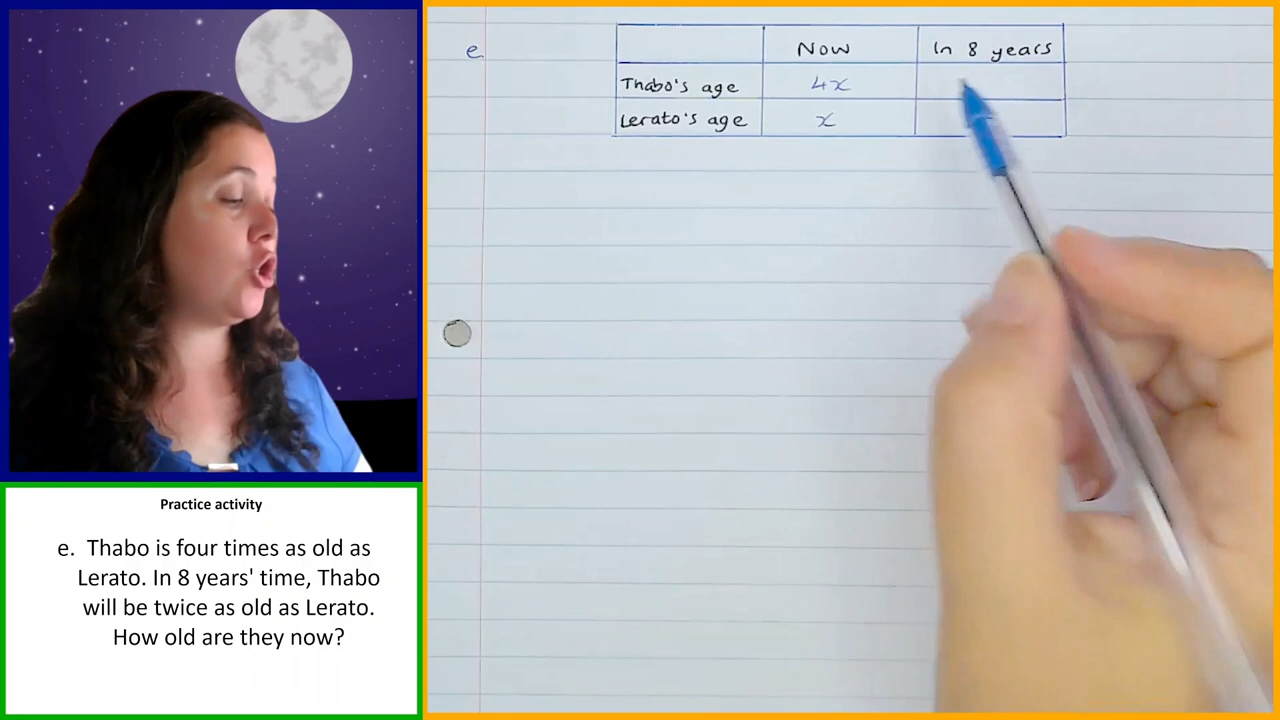 e
Now
In 8 years
Thabo's age
4x
Lerato's age
x
Practice activity
e. Thabo is four times as old as
Lerato. In 8 years' time, Thabo
will be twice as old as Lerato.
How old are they now?